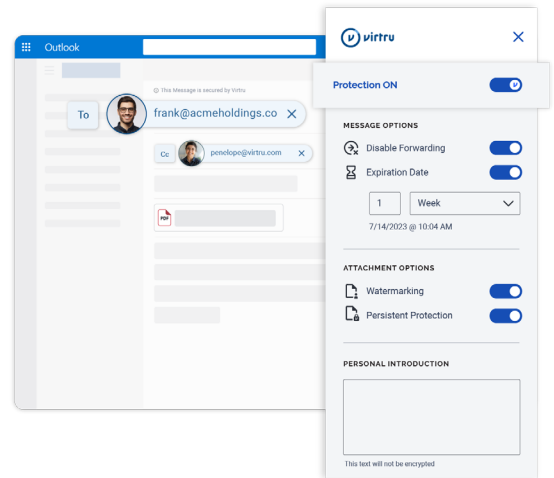 Outlook
This Message is secured by Virtru
To
frank@acmeholdings.co
Cc
penelope@virtru.com
PDF
virtru
Protection ON
MESSAGE OPTIONS
Disable Forwarding
Expiration Date
1
Week
7/14/2023 @ 10:04 AM
ATTACHMENT OPTIONS
Watermarking
Persistent Protection
PERSONAL INTRODUCTION
This text will not be encrypted